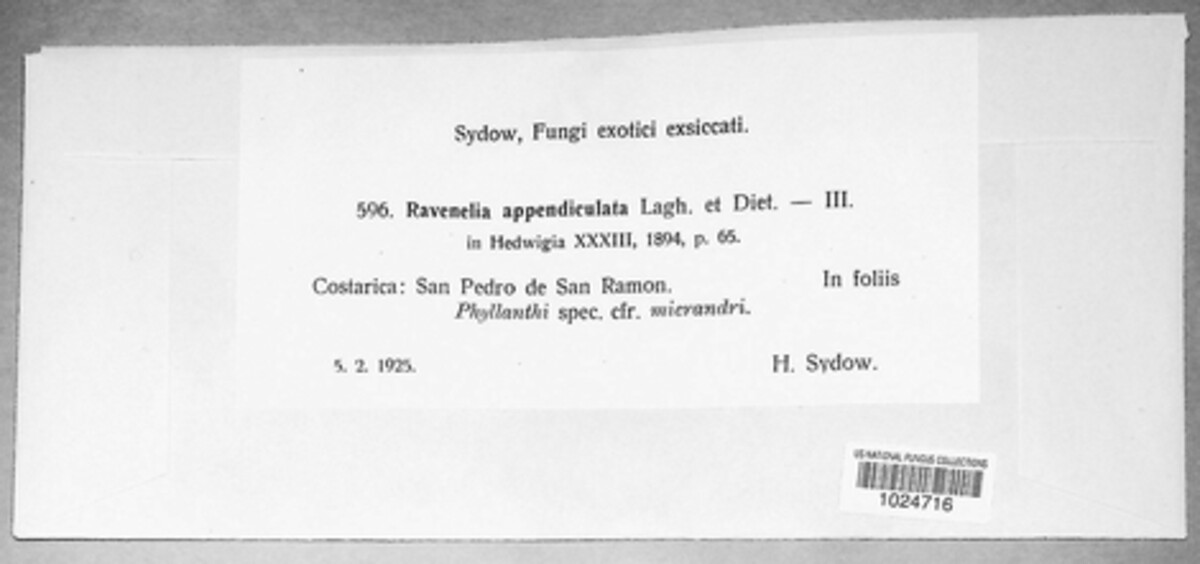 Sydow, Fungi exotici exsiccati.
596. Ravenelia appendiculata Lagh. et Diet. — III.
in Hedwigia XXXIII, 1894, p. 65.
Costarica: San Pedro de San Ramon. In foliis
Phyllanthi spec. cfr. micrandri.
5. 2. 1925. H. Sydow.
US NATIONAL FUNGUS COLLECTIONS
1024716